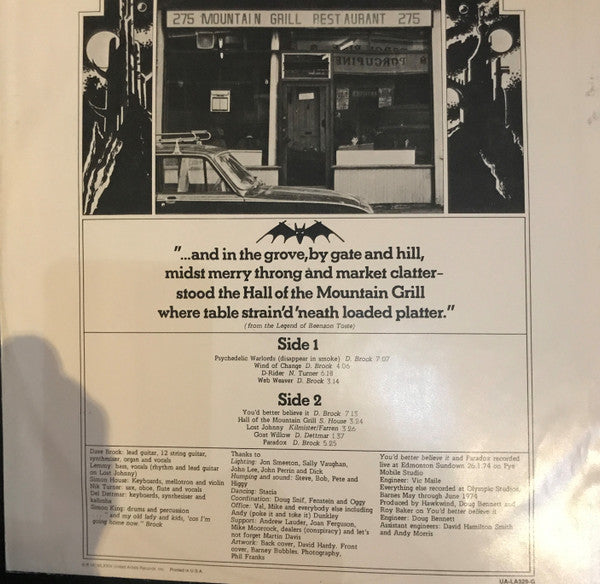 275 MOUNTAIN GRILL RESTAURANT 275
PORCUPINE
"...and in the grove, by gate and hill,
midst merry throng and market clatter-
stood the Hall of the Mountain Grill
where table strain'd 'neath loaded platter."
(from the Legend of Beenson Toste)
Side 1
Psychedelic Warlords (disappear in smoke) D. Brock 7:07
Wind of Change D. Brock 4:06
D-Rider N. Turner 6:18
Web Weaver D. Brock 3:14
Side 2
You'd better believe it D. Brock 7:13
Hall of the Mountain Grill S. House 3:24
Lost Johnny Kilmister/Farren 3:26
Goat Willow D. Dettmar 1:37
Paradox D. Brock 5:25
Dave Brock: lead guitar, 12 string guitar,
synthesiser, organ and vocals
Lemmy: bass, vocals (rhythm and lead guitar
on Lost Johnny)
Simon House: Keyboards, mellotron and violin
Nik Turner: sax, oboe, flute and vocals
Del Dettmar: keyboards, synthesiser and
kalimba
Simon King: drums and percussion
"... and my old lady and kids, 'cos I'm
going home now." Brock
Thanks to
Lighting: Jon Smeeton, Sally Vaughan,
John Lee, John Perrin and Dick
Humping and sound: Steve, Bob, Pete and
Higgy
Dancing: Stacia
Coordination: Doug Smif, Fenstein and Oggy
Office: Val, Mike and everybody else including
Andy (poke it and toke it) Dunkley
Support: Andrew Lauder, Joan Ferguson,
Mike Moorcock, dealers (conspiracy) and let's
not forget Martin Davis
Artwork: Back cover, David Hardy. Front
cover, Barney Bubbles. Photography,
Phil Franks
You'd better believe it and Paradox recorded
live at Edmonton Sundown 26.1.74 on Pye
Mobile Studio
Engineer: Vic Maile
Everything else recorded at Olympic Studios,
Barnes May through June 1974
Produced by Hawkwind, Doug Bennett and
Roy Baker on You'd better believe it
Engineer: Doug Bennett
Assistant engineers: David Hamilton Smith
and Andy Morris
United Artists Records, Inc. Printed in U.S.A.
UA-LA328-G